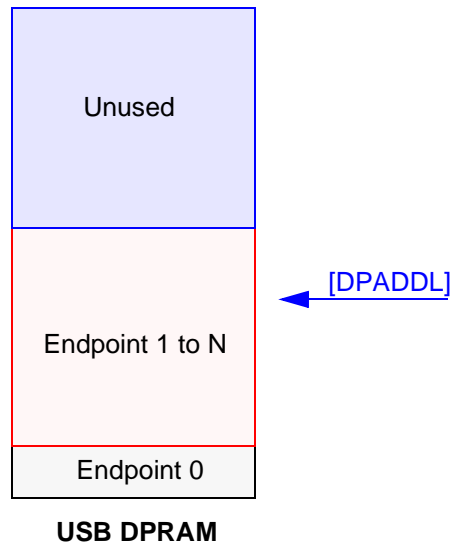 Unused
[DPADDL]
Endpoint 1 to N
Endpoint 0
USB DPRAM